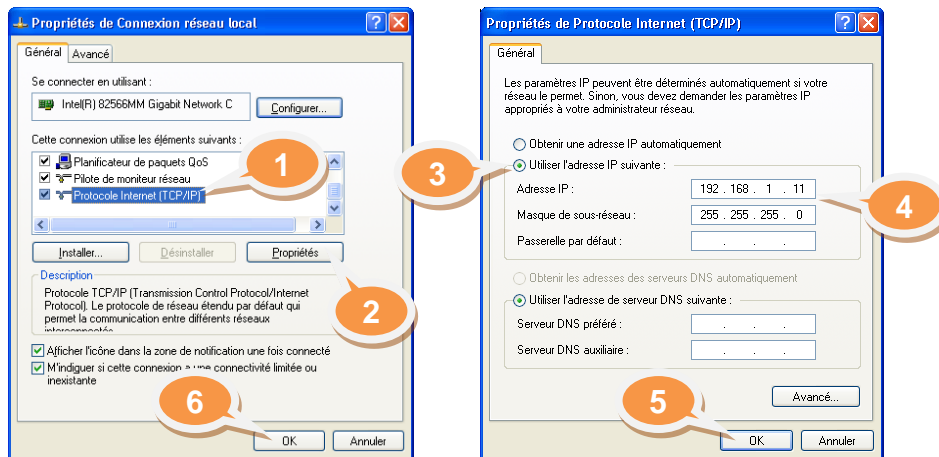 Propriétés de Connexion réseau local
Général
Avancé
Se connecter en utilisant :
Intel(R) 82566MM Gigabit Network C
Configurer...
Cette connexion utilise les éléments suivants :
Planificateur de paquets QoS
Pilote de moniteur réseau
Protocole Internet (TCP/IP)
1
Installer...
Désinstaller
Propriétés
2
Description
Protocole TCP/IP (Transmission Control Protocol/Internet
Protocol). Le protocole de réseau étendu par défaut qui
permet la communication entre différents réseaux
interconnectés.
Afficher l'icône dans la zone de notification une fois connecté
M'indiquer si cette connexion a une connectivité limitée ou
inexistante
6
OK
Annuler
Propriétés de Protocole Internet (TCP/IP)
Général
Les paramètres IP peuvent être déterminés automatiquement si votre
réseau le permet. Sinon, vous devez demander les paramètres IP
appropriés à votre administrateur réseau.
Obtenir une adresse IP automatiquement
3
Utiliser l'adresse IP suivante :
Adresse IP :
192 . 168 . 1 . 11
4
Masque de sous-réseau :
255 . 255 . 255 . 0
Passerelle par défaut :
. . .
Obtenir les adresses des serveurs DNS automatiquement
Utiliser l'adresse de serveur DNS suivante :
Serveur DNS préféré :
. . .
Serveur DNS auxiliaire :
. . .
Avancé...
5
OK
Annuler